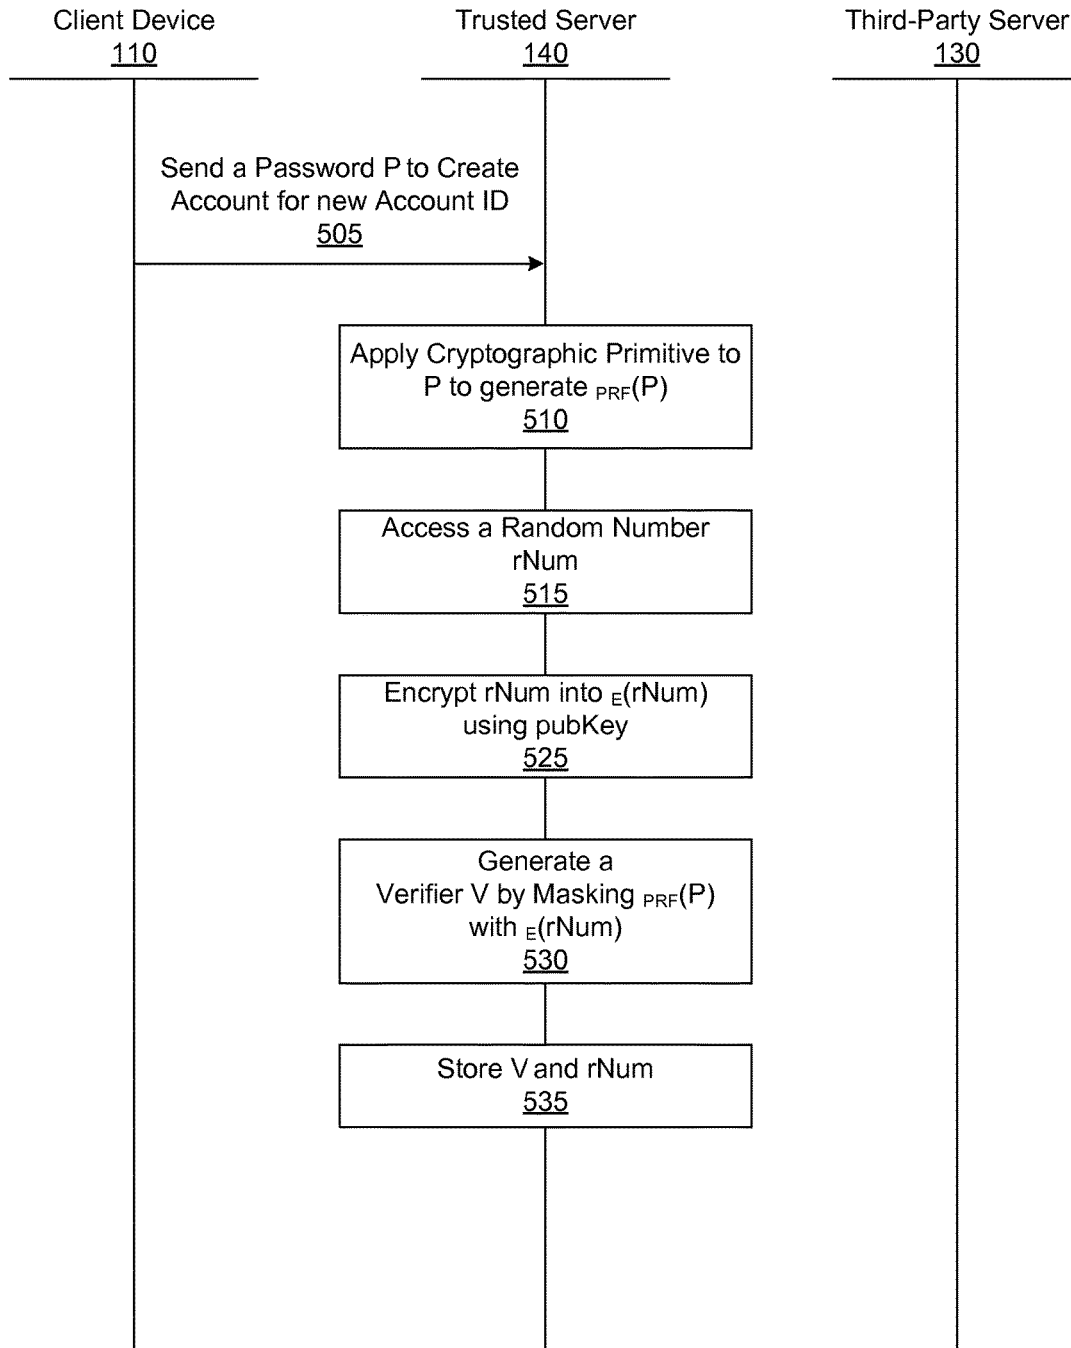 Client Device
110
Trusted Server
140
Third-Party Server
130
Send a Password P to Create
Account for new Account ID
505
Apply Cryptographic Primitive to
P to generate PRF(P)
510
Access a Random Number
rNum
515
Encrypt rNum into E(rNum)
using pubKey
525
Generate a
Verifier V by Masking PRF(P)
with E(rNum)
530
Store V and rNum
535